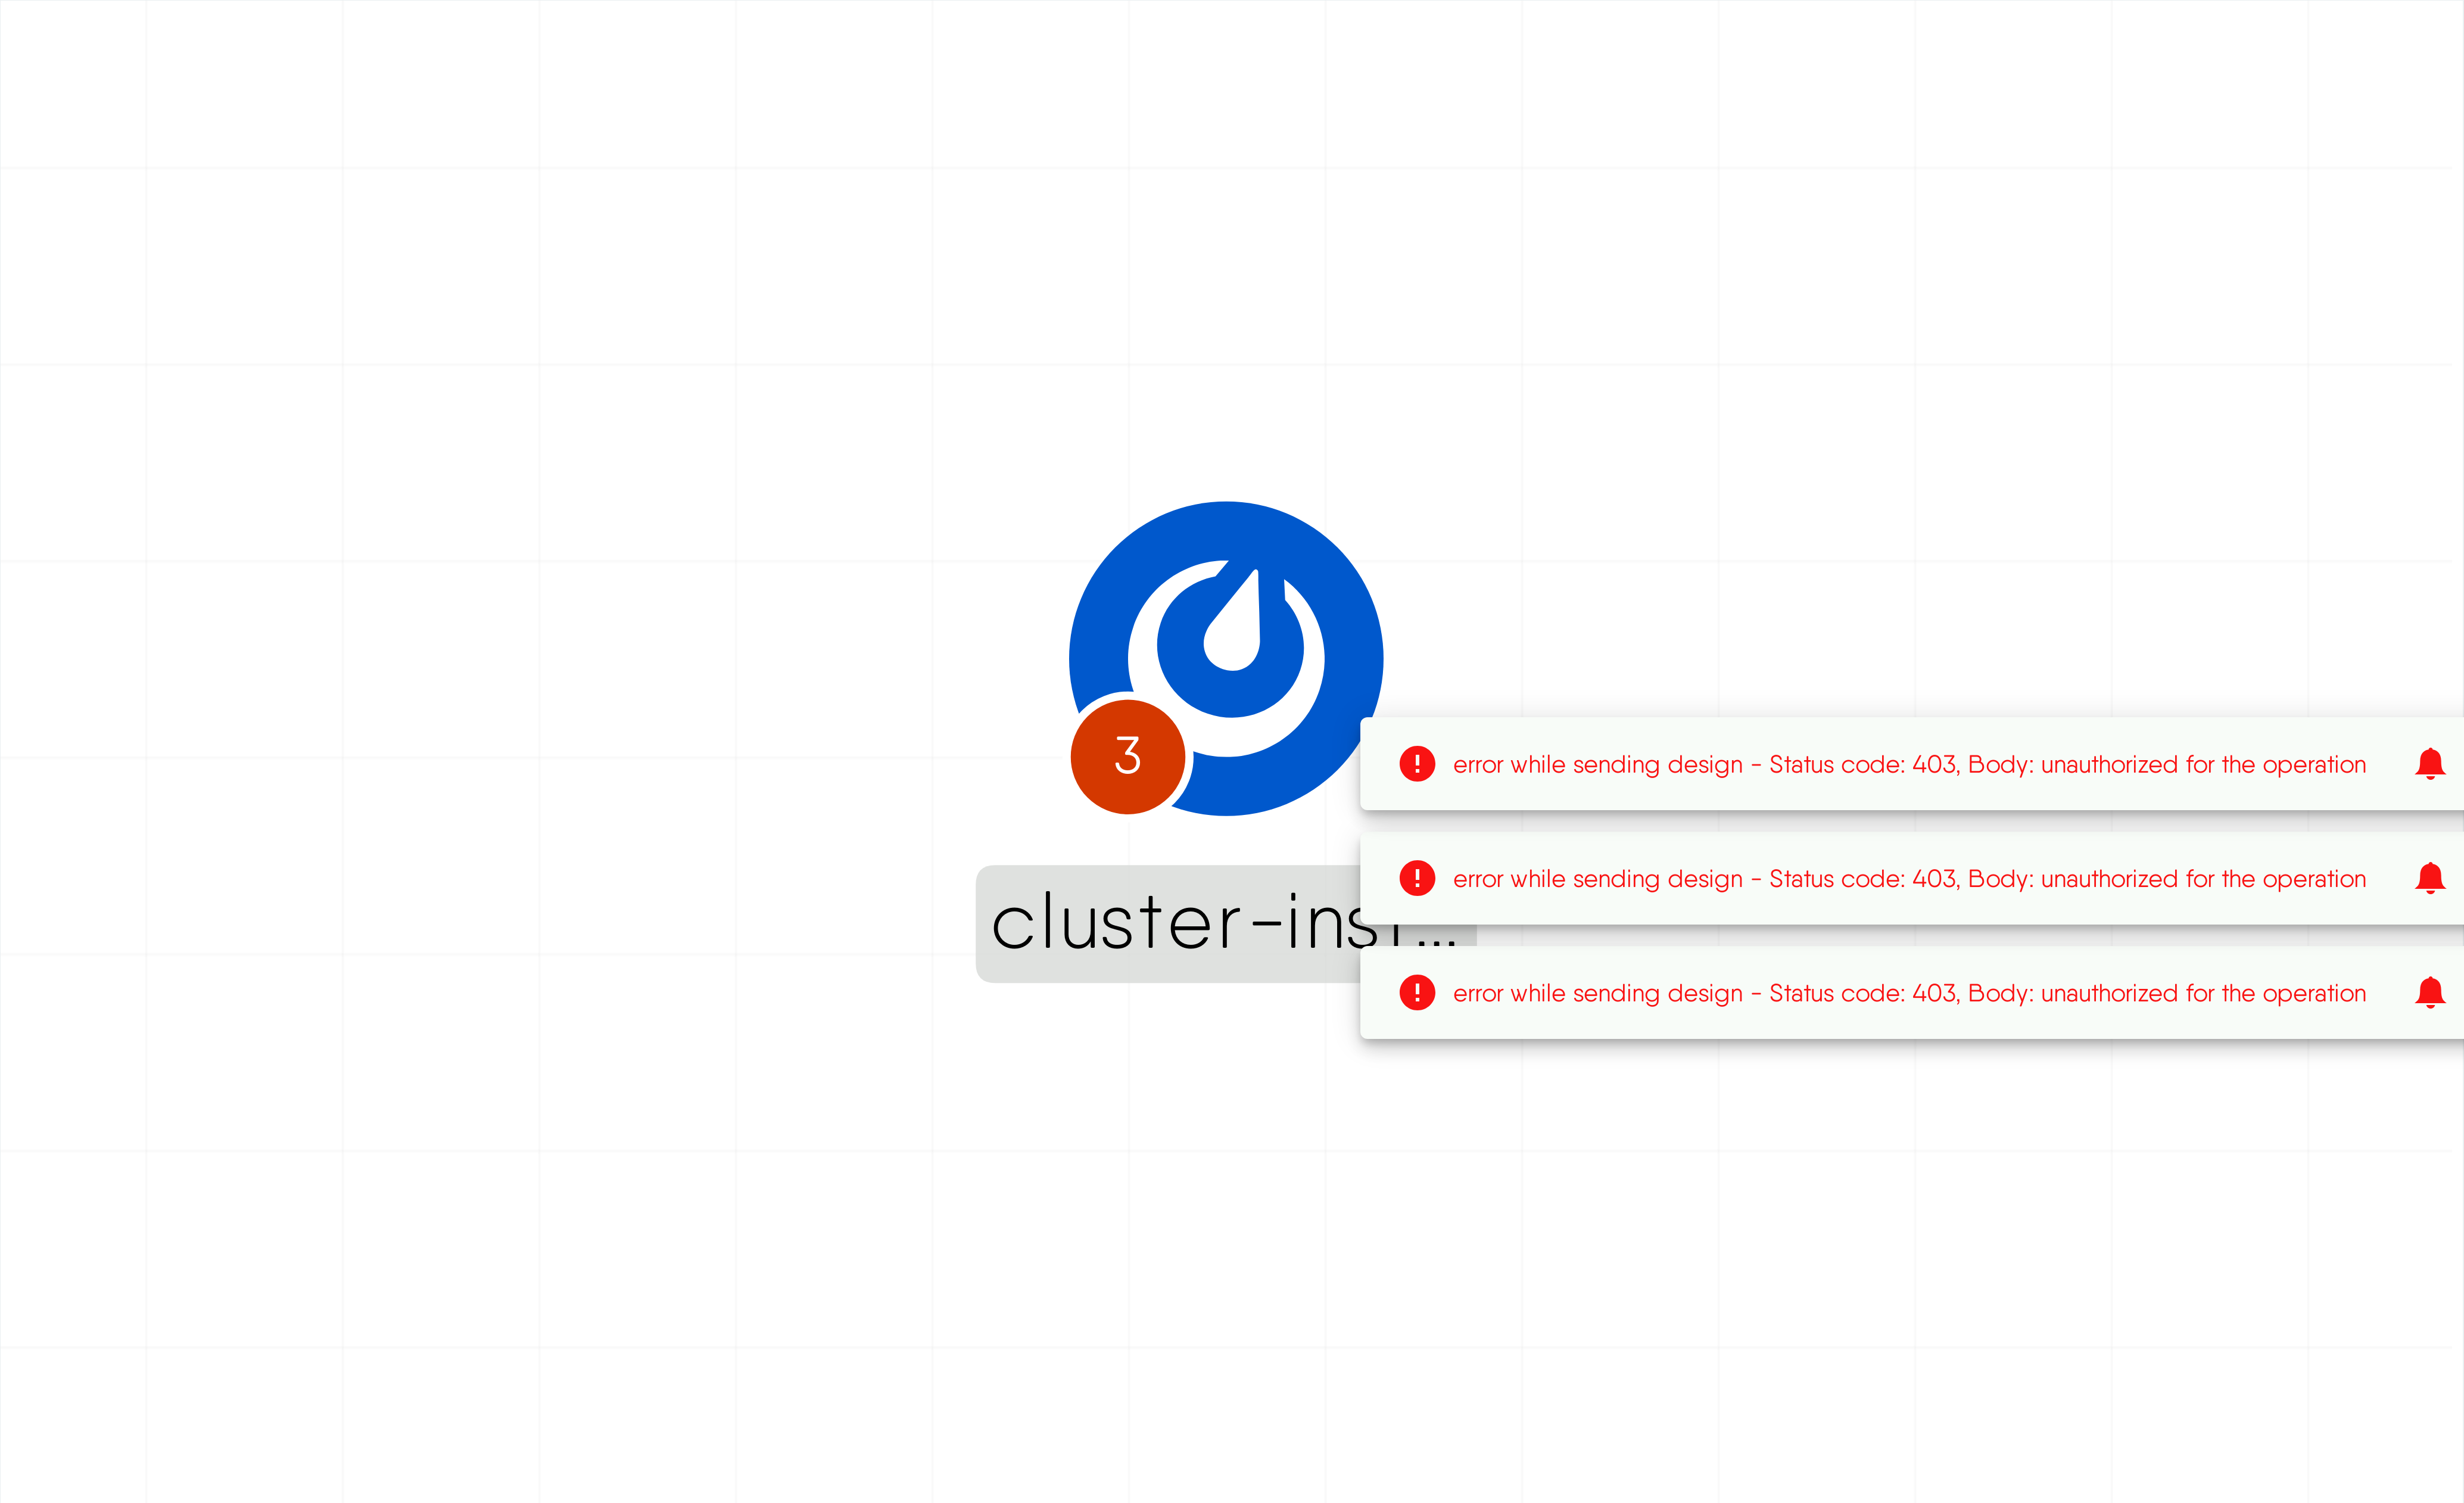 3
error while sending design - Status code: 403, Body: unauthorized for the operation
error while sending design - Status code: 403, Body: unauthorized for the operation
cluster-inst...
error while sending design - Status code: 403, Body: unauthorized for the operation